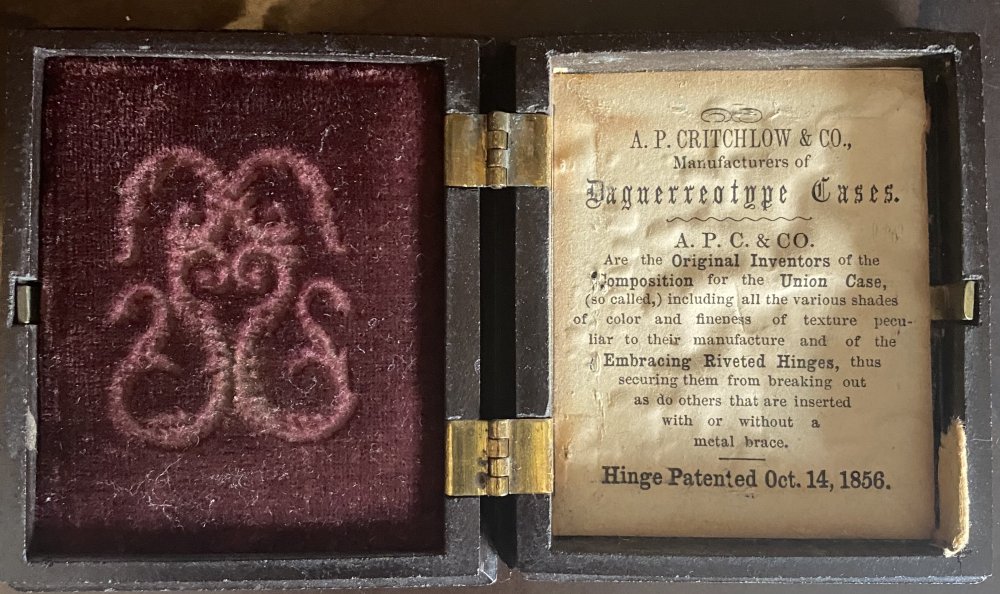 A. P. CRITCHLOW & CO.,
Manufacturers of
Daguerreotype Cases.
A. P. C. & CO.
Are the Original Inventors of the
Composition for the Union Case,
(so called,) including all the various shades
of color and fineness of texture pecu-
liar to their manufacture and of the
Embracing Riveted Hinges, thus
securing them from breaking out
as do others that are inserted
with or without a
metal brace.
Hinge Patented Oct. 14, 1856.